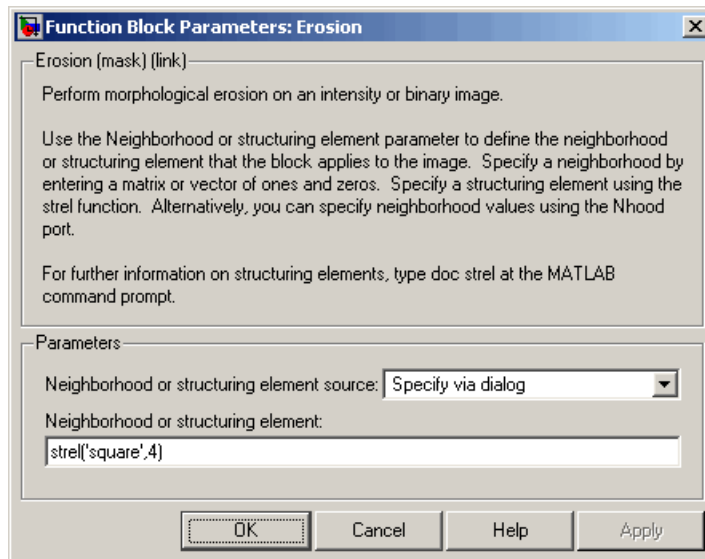 Function Block Parameters: Erosion
Erosion (mask) (link)
Perform morphological erosion on an intensity or binary image.
Use the Neighborhood or structuring element parameter to define the neighborhood
or structuring element that the block applies to the image. Specify a neighborhood by
entering a matrix or vector of ones and zeros. Specify a structuring element using the
strel function. Alternatively, you can specify neighborhood values using the Nhood
port.
For further information on structuring elements, type doc strel at the MATLAB
command prompt.
Parameters
Neighborhood or structuring element source: Specify via dialog
Neighborhood or structuring element:
strel('square',4)
OK Cancel Help Apply